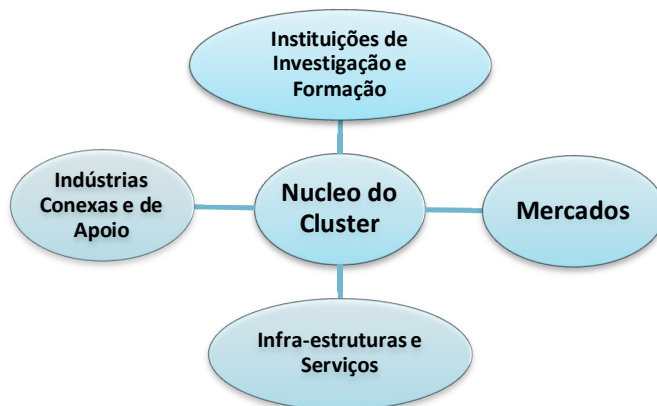 Instituições de
Investigação e
Formação
Indústrias
Conexas e de
Apoio
Nucleo do
Cluster
Mercados
Infra-estruturas e
Serviços